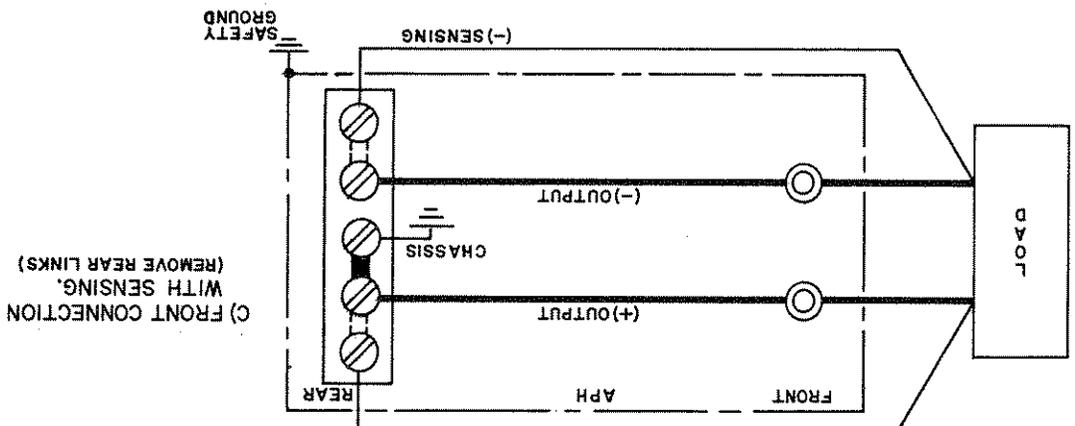 FRONT
APH
REAR
(+) OUTPUT
CHASSIS
(-) OUTPUT
(-) SENSING
LOAD
SAFETY
GROUND
C) FRONT CONNECTION
WITH SENSING.
(REMOVE REAR LINKS)